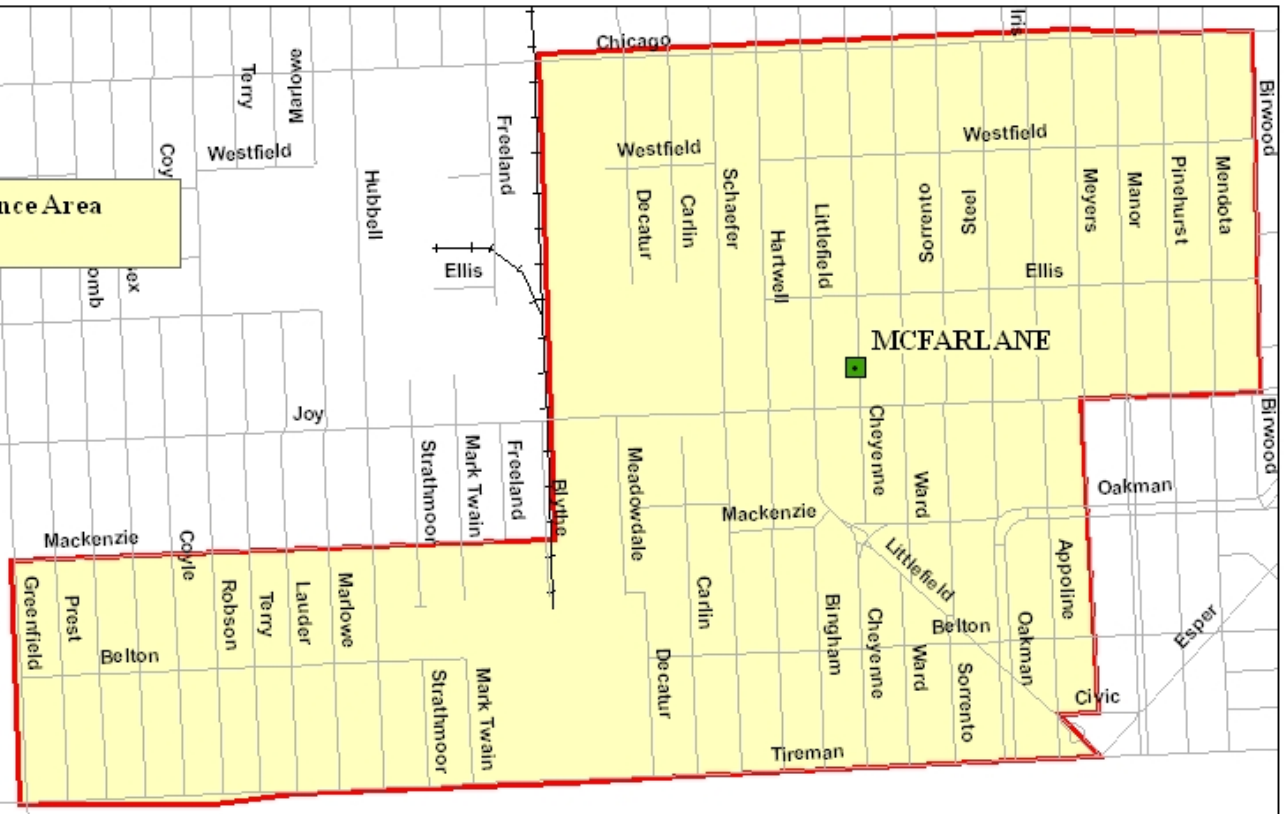 Chicago
Iris
Terry
Marlowe
Birwood
Freeland
Westfield
Westfield
Westfield
Coy
Hubbell
Decatur
Carlin
Schaefer
Hartwell
Littlefield
Sorrento
Steel
Meyers
Manor
Pinehurst
Mendota
nce Area
omb
sex
Ellis
Ellis
MCFARLANE
Joy
Strathmoor
Mark Twain
Freeland
Blythe
Meadowdale
Cheyenne
Ward
Birwood
Oakman
Mackenzie
Mackenzie
Coyle
Littlefield
Appoline
Greenfield
Prest
Robson
Terry
Lauder
Marlowe
Belton
Carlin
Bingham
Cheyenne
Ward
Belton
Oakman
Esper
Strathmoor
Mark Twain
Decatur
Sorrento
Civic
Tireman